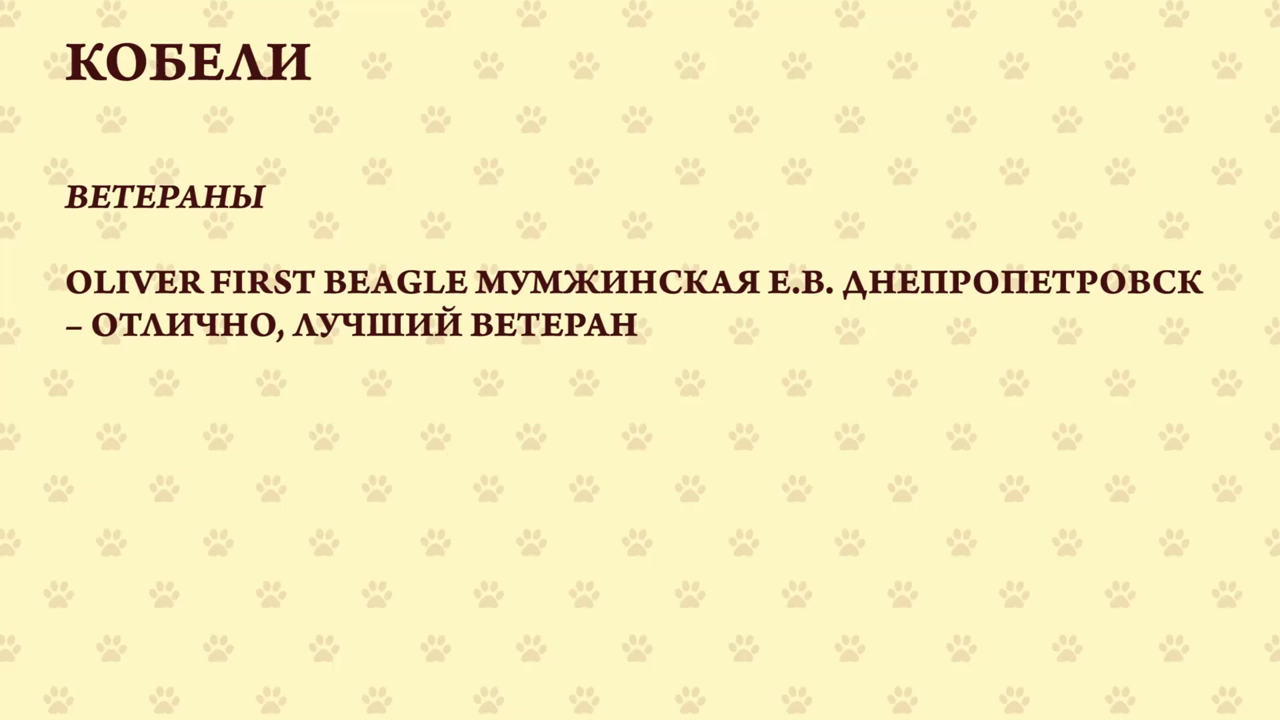 КОБЕЛИ
ВЕТЕРАНЫ
OLIVER FIRST BEAGLE МУМЖИНСКАЯ Е.В. ДНЕПРОПЕТРОВСК
– ОТЛИЧНО, ЛУЧШИЙ ВЕТЕРАН